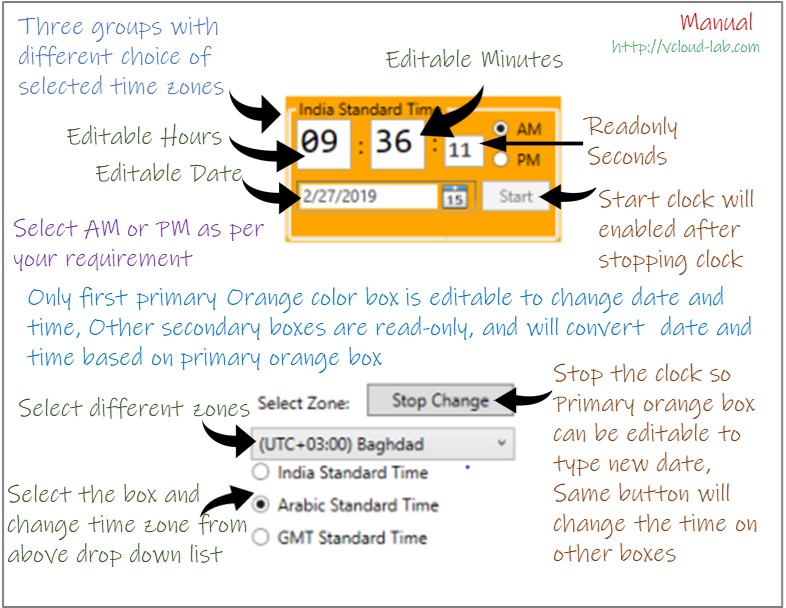 Three groups with
different choice of
selected time zones
Manual
http://vcloud-lab.com
Editable Minutes
Editable Hours
Editable Date
India Standard Time
09 : 36 : 11
AM
PM
2/27/2019
15
Start
Readonly
Seconds
Select AM or PM as per
your requirement
Start clock will
enabled after
stopping clock
Only first primary Orange color box is editable to change date and
time, Other secondary boxes are read-only, and will convert date and
time based on primary orange box
Select different zones
Select Zone:
Stop Change
(UTC+03:00) Baghdad
India Standard Time
Arabic Standard Time
GMT Standard Time
Select the box and
change time zone from
above drop down list
Stop the clock so
Primary orange box
can be editable to
type new date,
Same button will
change the time on
other boxes